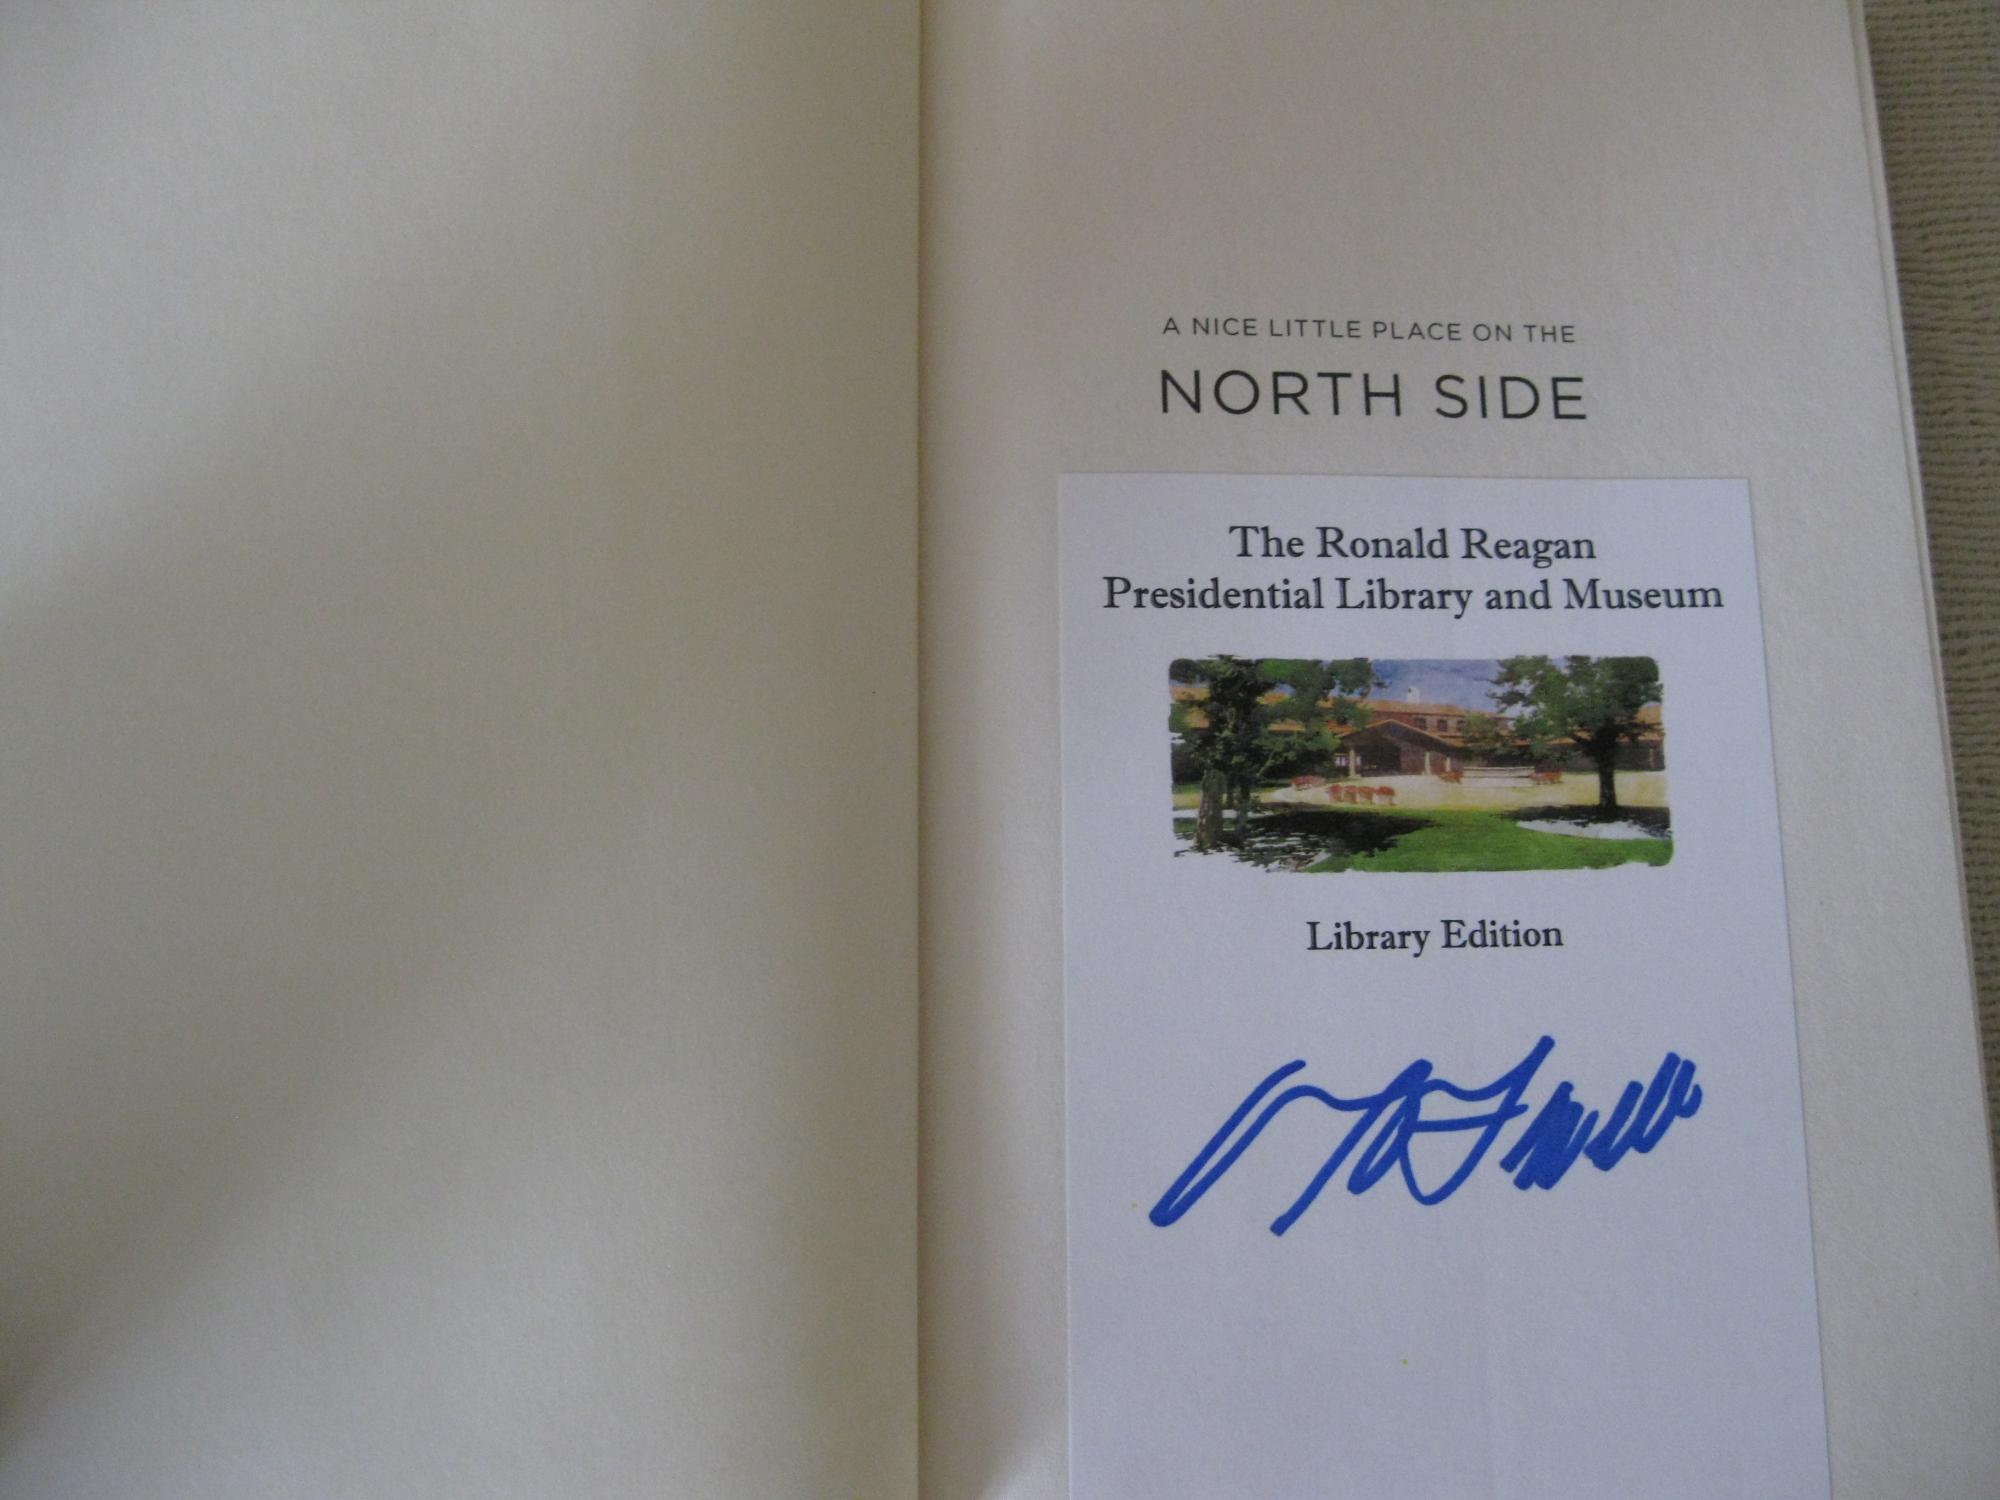 A NICE LITTLE PLACE ON THE
NORTH SIDE
The Ronald Reagan
Presidential Library and Museum
Library Edition